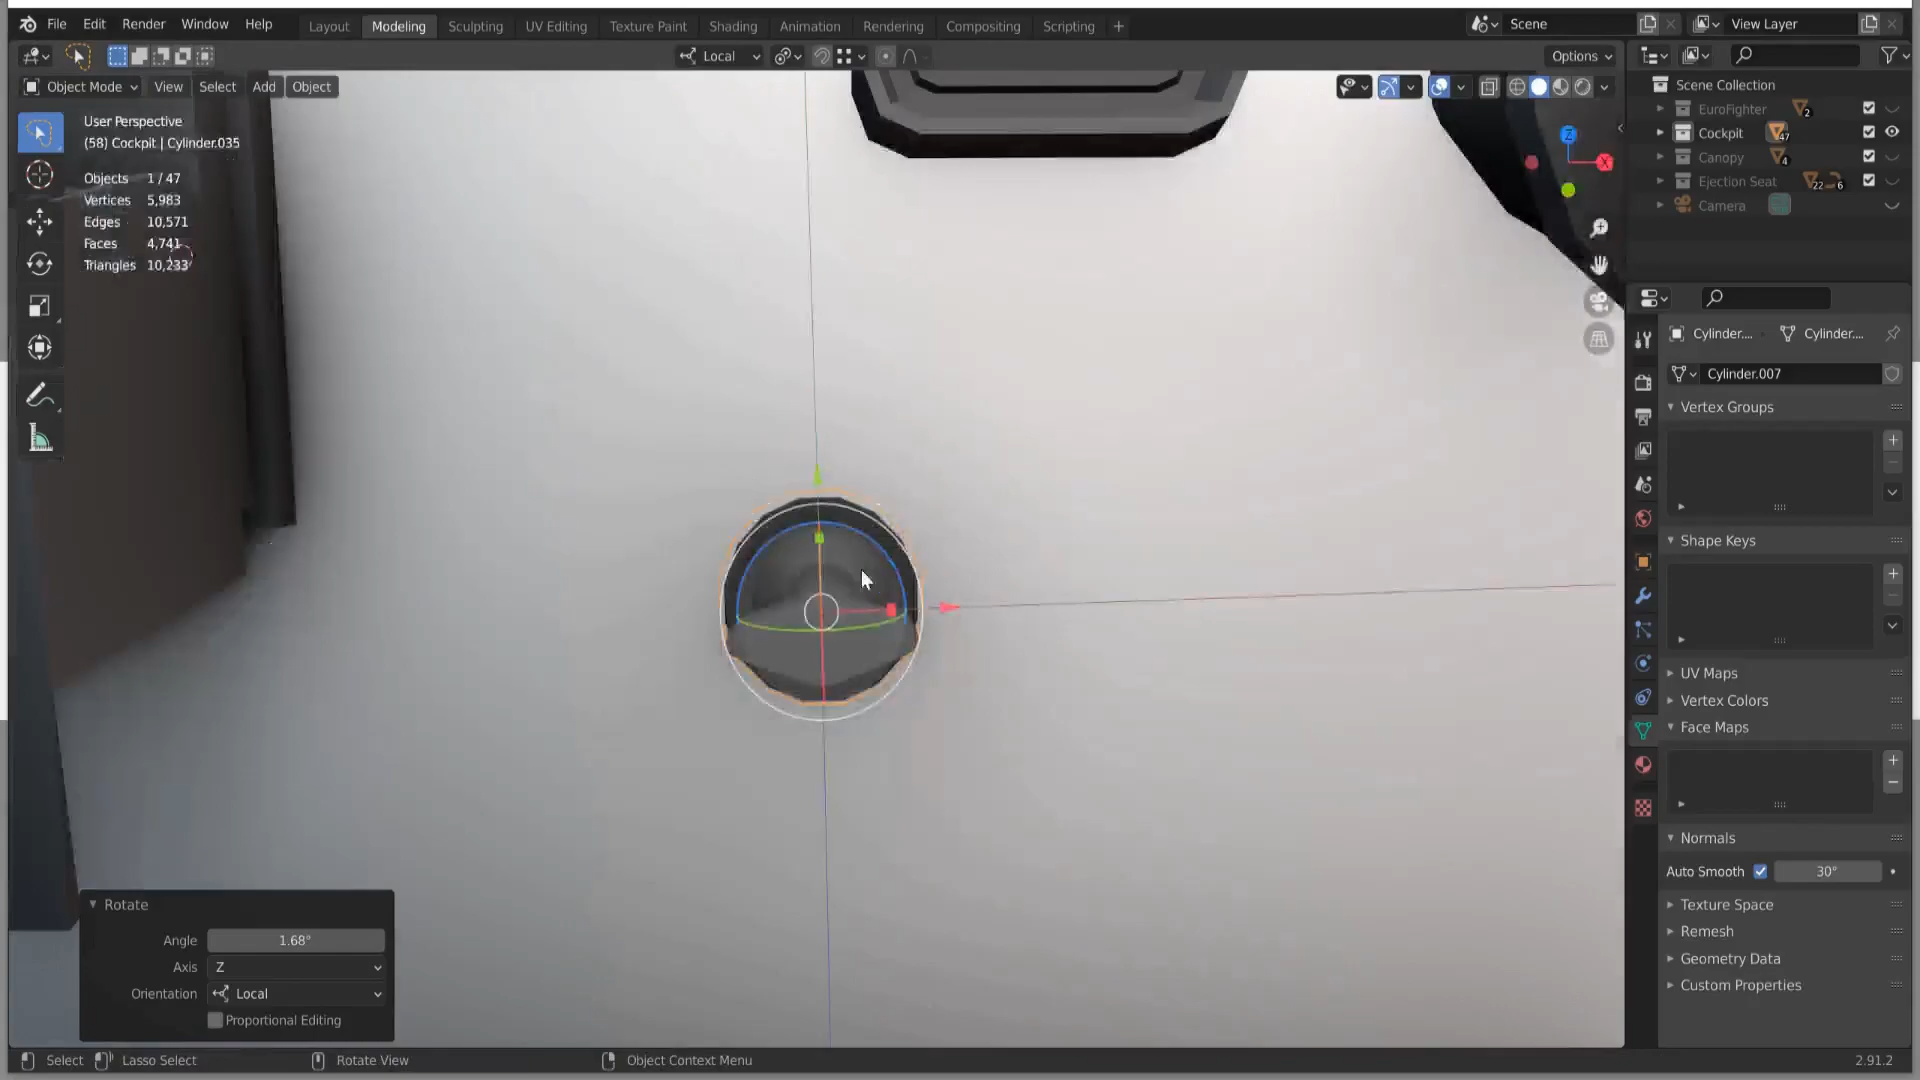 File Edit Render Window Help Layout Modeling Sculpting UV Editing Texture Paint Shading Animation Rendering Compositing Scripting + Scene View Layer
Local Options
Object Mode View Select Add Object
User Perspective
(58) Cockpit | Cylinder.035
Objects 1 / 47
Vertices 5,983
Edges 10,571
Faces 4,741
Triangles 10,233
Z
X
Scene Collection
EuroFighter 2
Cockpit 47
Canopy 4
Ejection Seat 22 6
Camera
Cylinder.... Cylinder....
Cylinder.007
Vertex Groups
Shape Keys
UV Maps
Vertex Colors
Face Maps
Normals
Auto Smooth 30°
Texture Space
Remesh
Geometry Data
Custom Properties
Rotate
Angle 1.68°
Axis Z
Orientation Local
Proportional Editing
Select Lasso Select Rotate View Object Context Menu 2.91.2